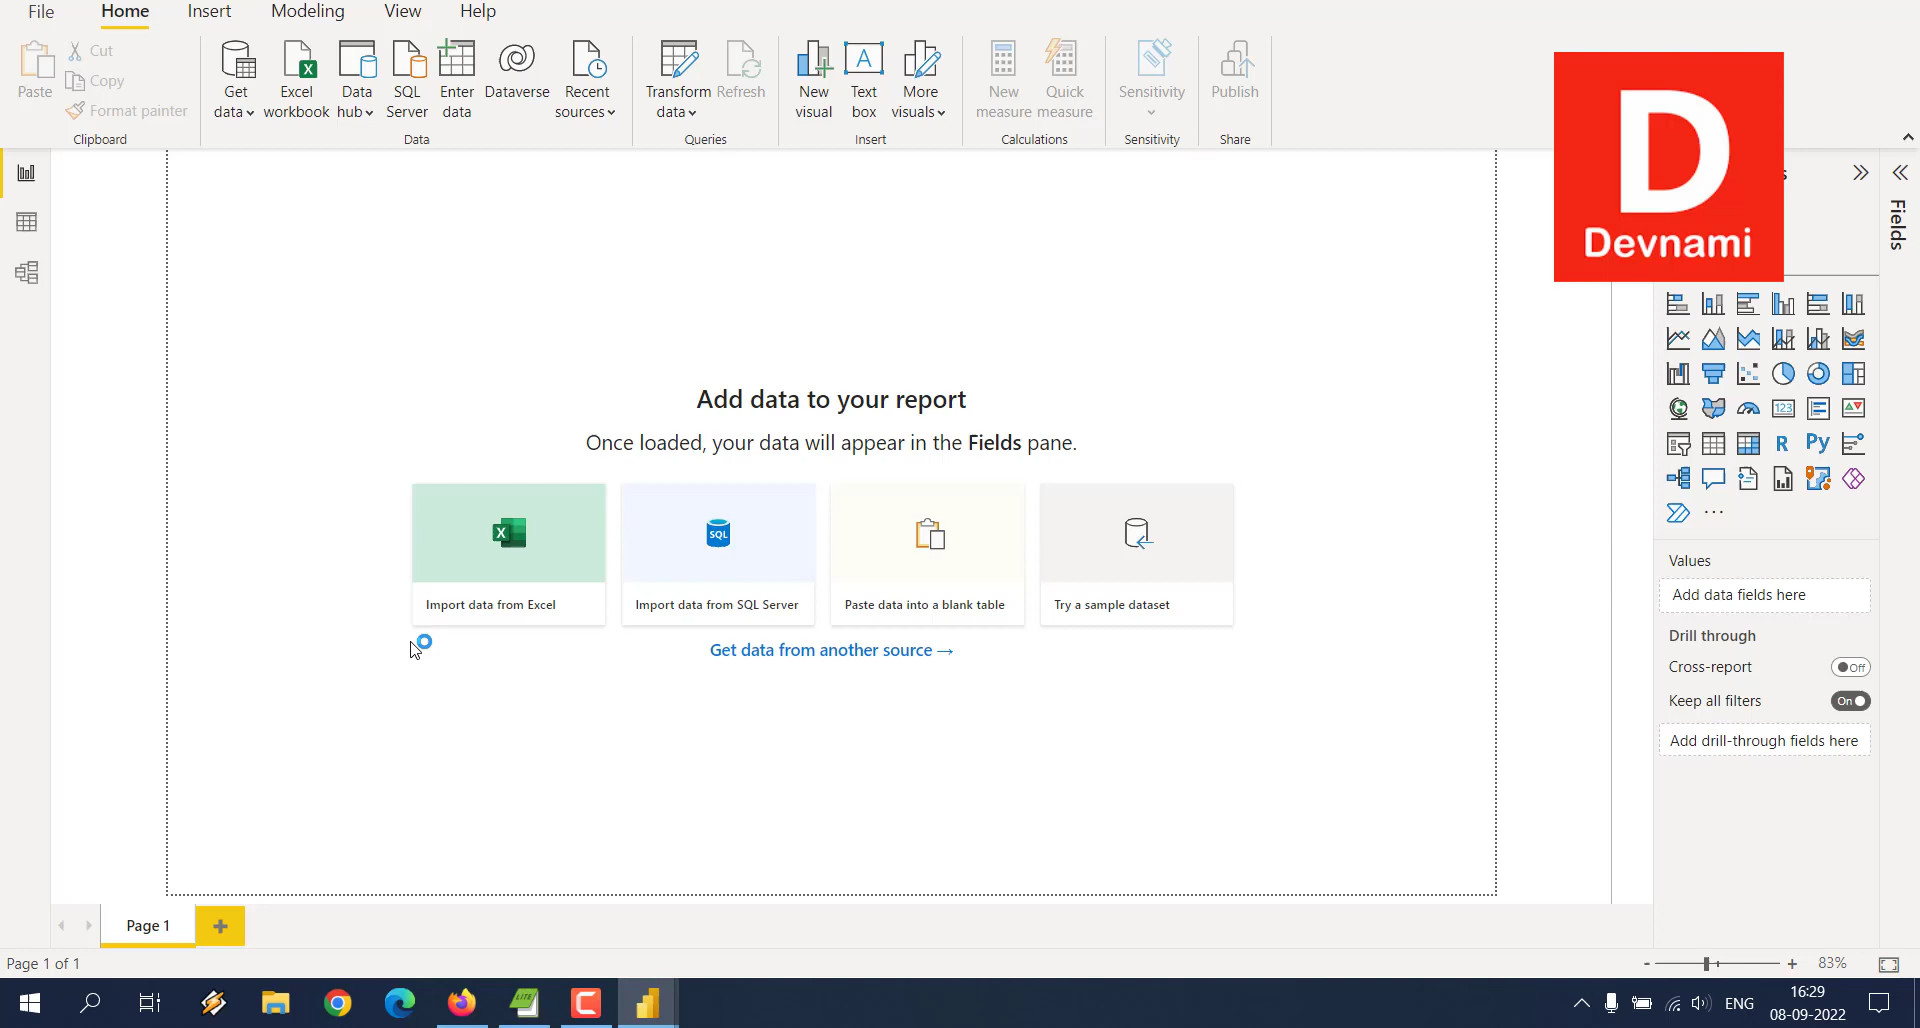 File Home Insert Modeling View Help
Paste
Cut
Copy
Format painter
Clipboard
Get data
Excel workbook
Data hub
SQL Server
Enter data
Dataverse
Recent sources
Data
Transform data
Refresh
Queries
New visual
Text box
More visuals
Insert
New measure
Quick measure
Calculations
Sensitivity
Sensitivity
Publish
Share
D
Devnami
s
Fields
Add data to your report
Once loaded, your data will appear in the Fields pane.
X
SQL
Import data from Excel
Import data from SQL Server
Paste data into a blank table
Try a sample dataset
Get data from another source →
123
R
Py
Values
Add data fields here
Drill through
Cross-report
Off
Keep all filters
On
Add drill-through fields here
Page 1
Page 1 of 1
83%
LITE
ENG
16:29
08-09-2022